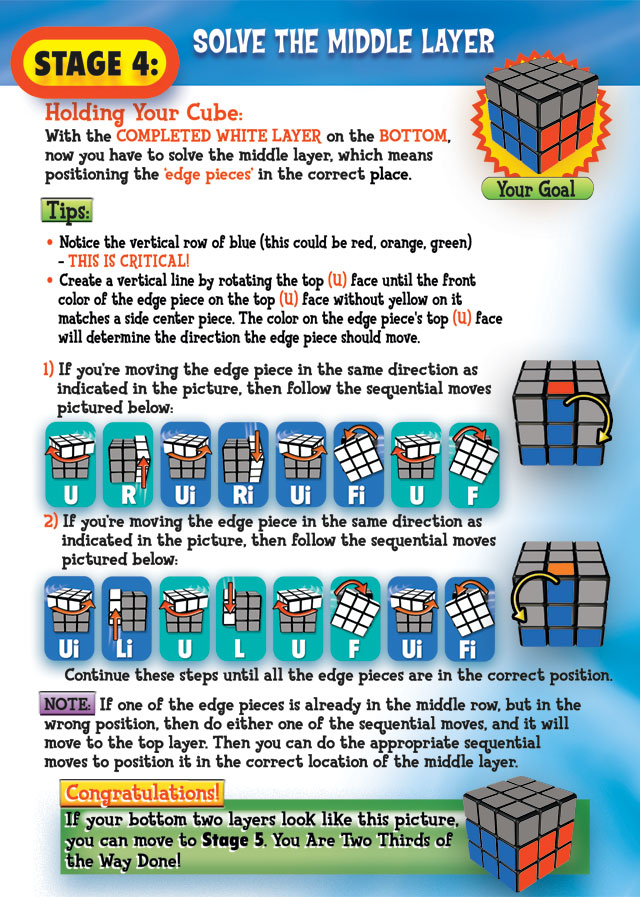 STAGE 4:
SOLVE THE MIDDLE LAYER
Holding Your Cube:
With the COMPLETED WHITE LAYER on the BOTTOM,
now you have to solve the middle layer, which means
positioning the 'edge pieces' in the correct place.
Your Goal
Tips:
• Notice the vertical row of blue (this could be red, orange, green)
– THIS IS CRITICAL!
• Create a vertical line by rotating the top (U) face until the front
color of the edge piece on the top (U) face without yellow on it
matches a side center piece. The color on the edge piece's top (U) face
will determine the direction the edge piece should move.
1) If you're moving the edge piece in the same direction as
indicated in the picture, then follow the sequential moves
pictured below:
U R Ui Ri Ui Fi U F
2) If you're moving the edge piece in the same direction as
indicated in the picture, then follow the sequential moves
pictured below:
Ui Li U L U F Ui Fi
Continue these steps until all the edge pieces are in the correct position.
NOTE: If one of the edge pieces is already in the middle row, but in the
wrong position, then do either one of the sequential moves, and it will
move to the top layer. Then you can do the appropriate sequential
moves to position it in the correct location of the middle layer.
Congratulations!
If your bottom two layers look like this picture,
you can move to Stage 5. You Are Two Thirds of
the Way Done!